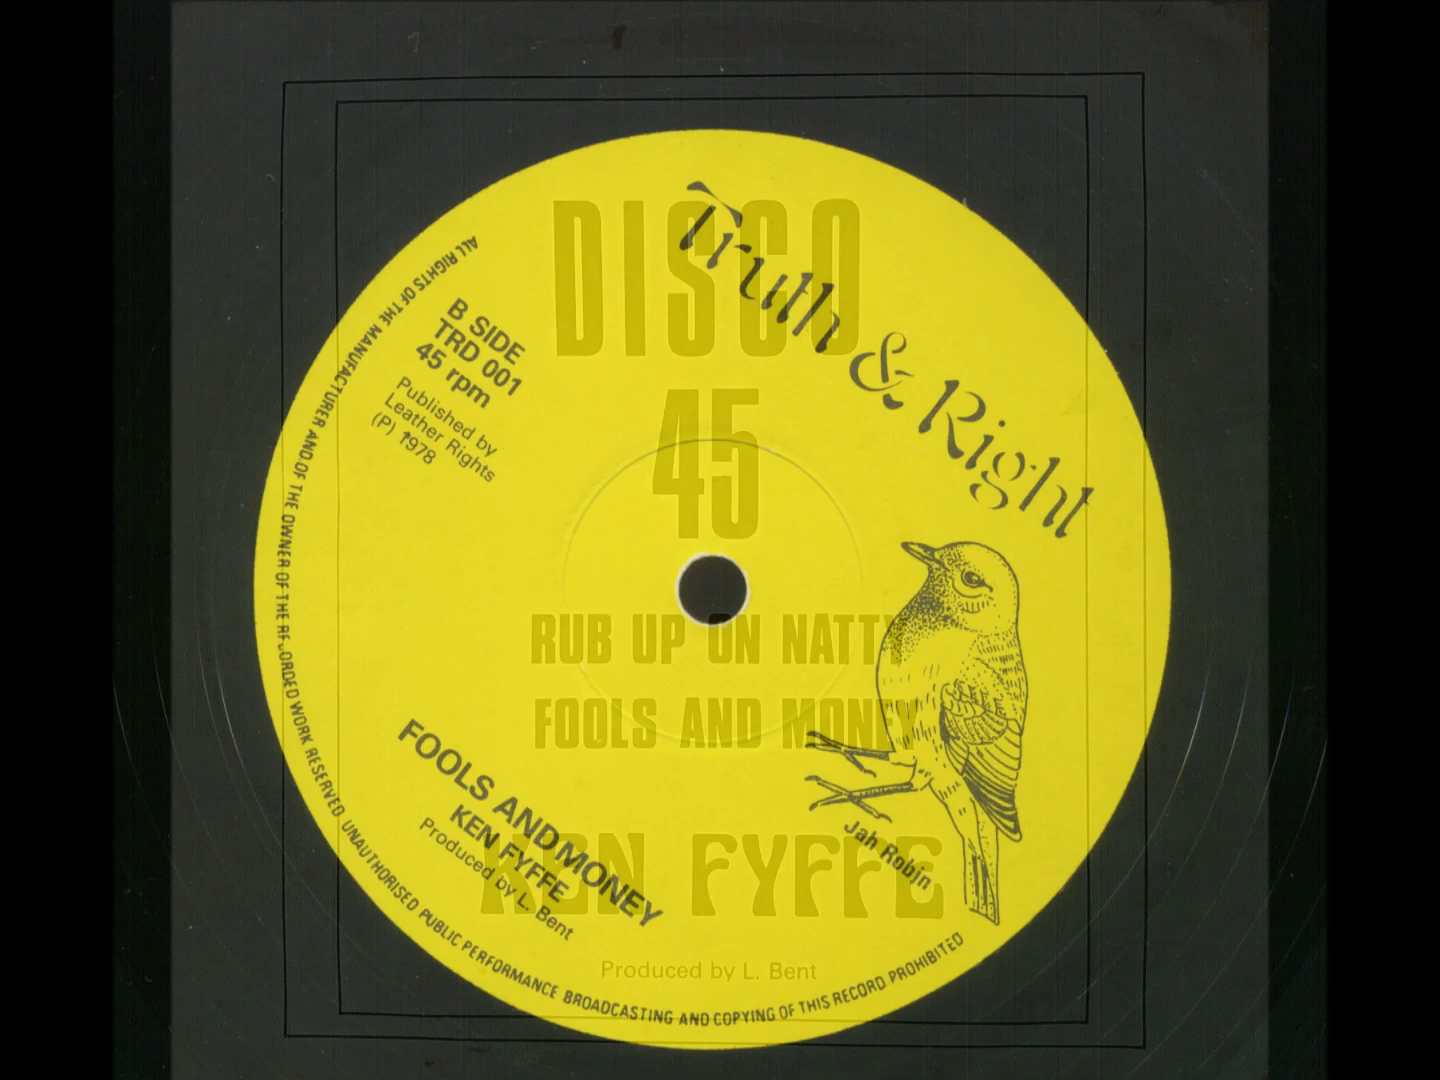 DISCO
45
RUB UP ON NATTY
FOOLS AND MONEY
KEN FYFFE
Produced by L. Bent
Truth & Right
B SIDE
TRD 001
45 rpm
Published by
Leather Rights
(P) 1978
Jah Robin
FOOLS AND MONEY
KEN FYFFE
Produced by L. Bent
ALL RIGHTS OF THE MANUFACTURER AND OF THE OWNER OF THE RECORDED WORK RESERVED UNAUTHORISED PUBLIC PERFORMANCE BROADCASTING AND COPYING OF THIS RECORD PROHIBITED